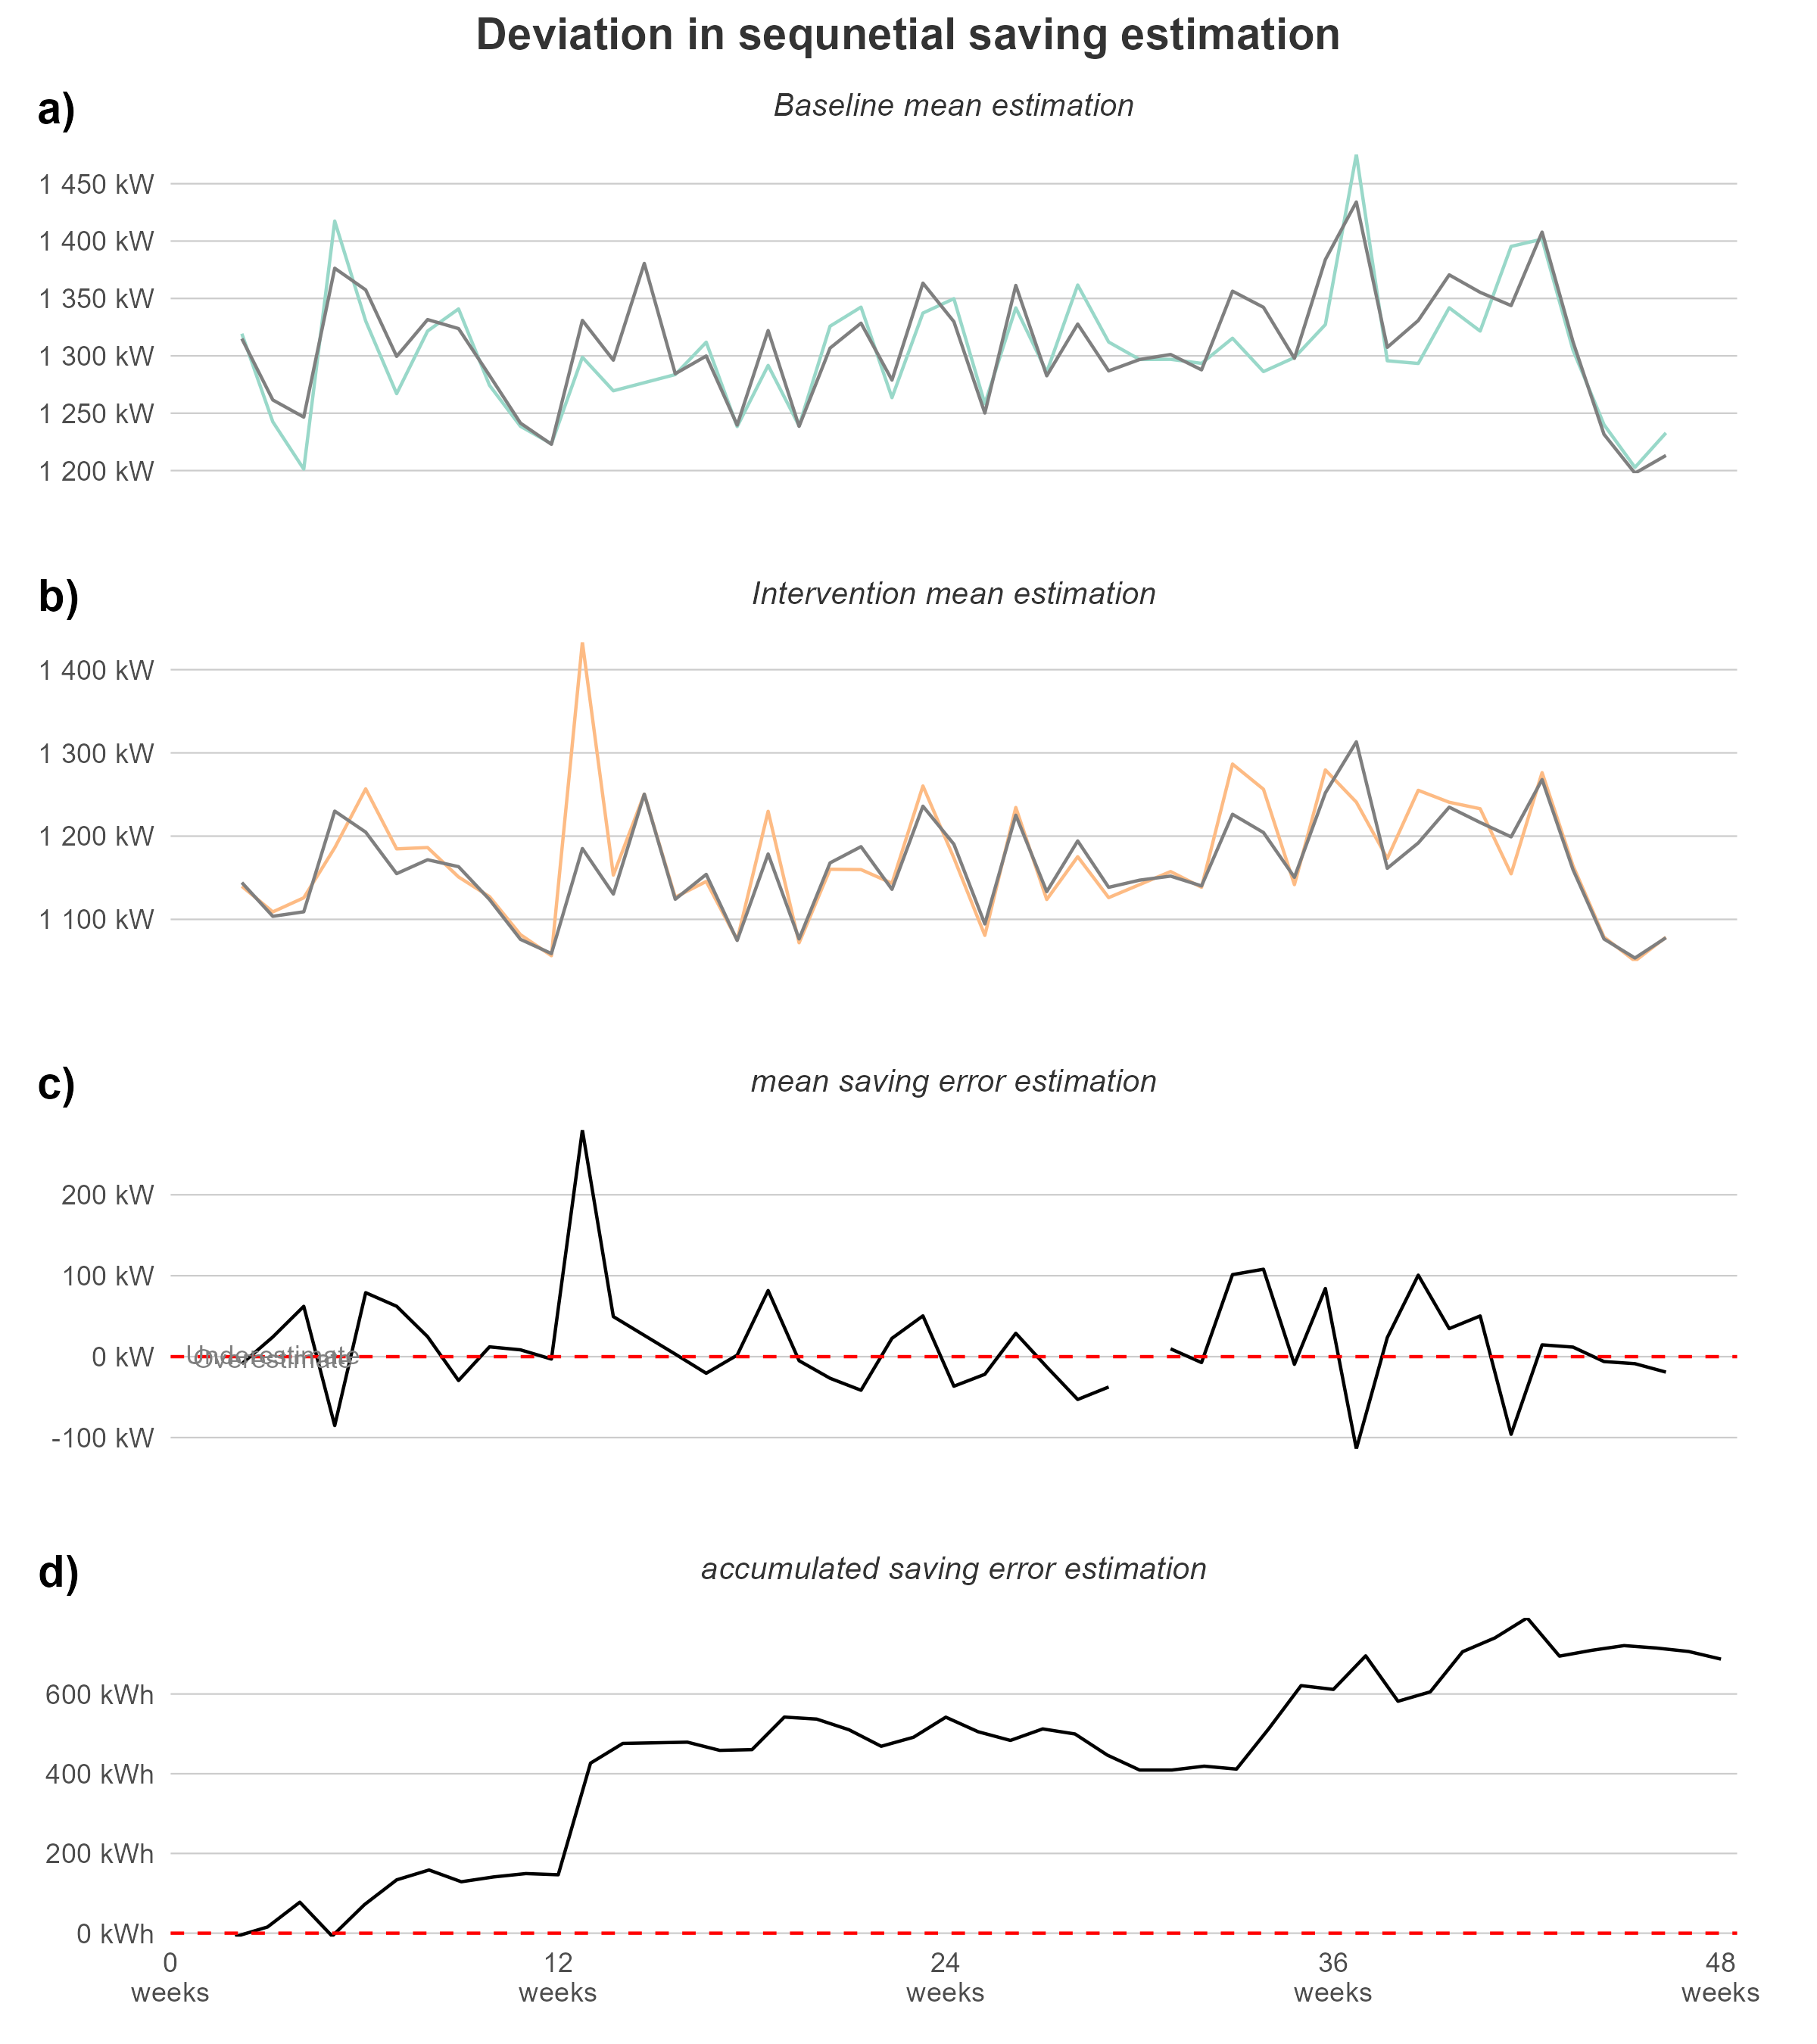 Deviation in sequnetial saving estimation
a)
Baseline mean estimation
1 450 kW
1 400 kW
1 350 kW
1 300 kW
1 250 kW
1 200 kW
b)
Intervention mean estimation
1 400 kW
1 300 kW
1 200 kW
1 100 kW
c)
mean saving error estimation
200 kW
100 kW
0 kW
-100 kW
Underestimate
Overestimate
d)
accumulated saving error estimation
600 kWh
400 kWh
200 kWh
0 kWh
0 12 24 36 48
weeks weeks weeks weeks weeks